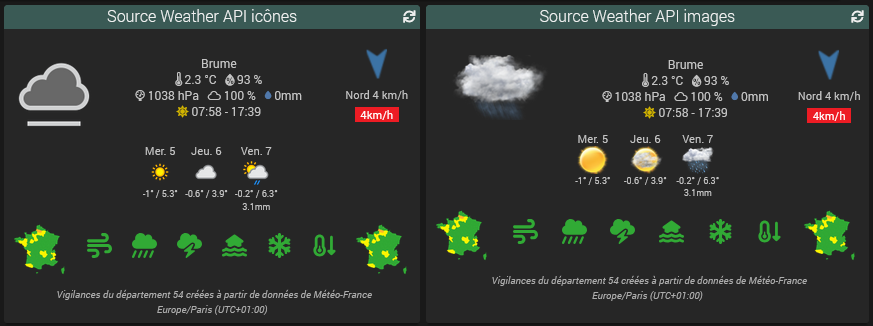 Source Weather API icônes
Brume
2.3 °C 93 %
1038 hPa 100 % 0mm
07:58 - 17:39
Nord 4 km/h
4km/h
Mer. 5 Jeu. 6 Ven. 7
-1° / 5.3° -0.6° / 3.9° -0.2° / 6.3°
3.1mm
Vigilances du département 54 créées à partir de données de Météo-France
Europe/Paris (UTC+01:00)
Source Weather API images
Brume
2.3 °C 93 %
1038 hPa 100 % 0mm
07:58 - 17:39
Nord 4 km/h
4km/h
Mer. 5 Jeu. 6 Ven. 7
-1° / 5.3° -0.6° / 3.9° -0.2° / 6.3°
3.1mm
Vigilances du département 54 créées à partir de données de Météo-France
Europe/Paris (UTC+01:00)